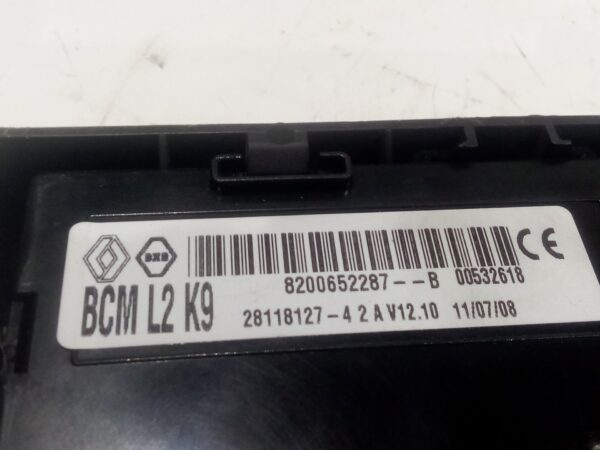 8200652287--B 00532618
BCM L2 K9
28118127-4 2 A V12.10 11/07/08
CE